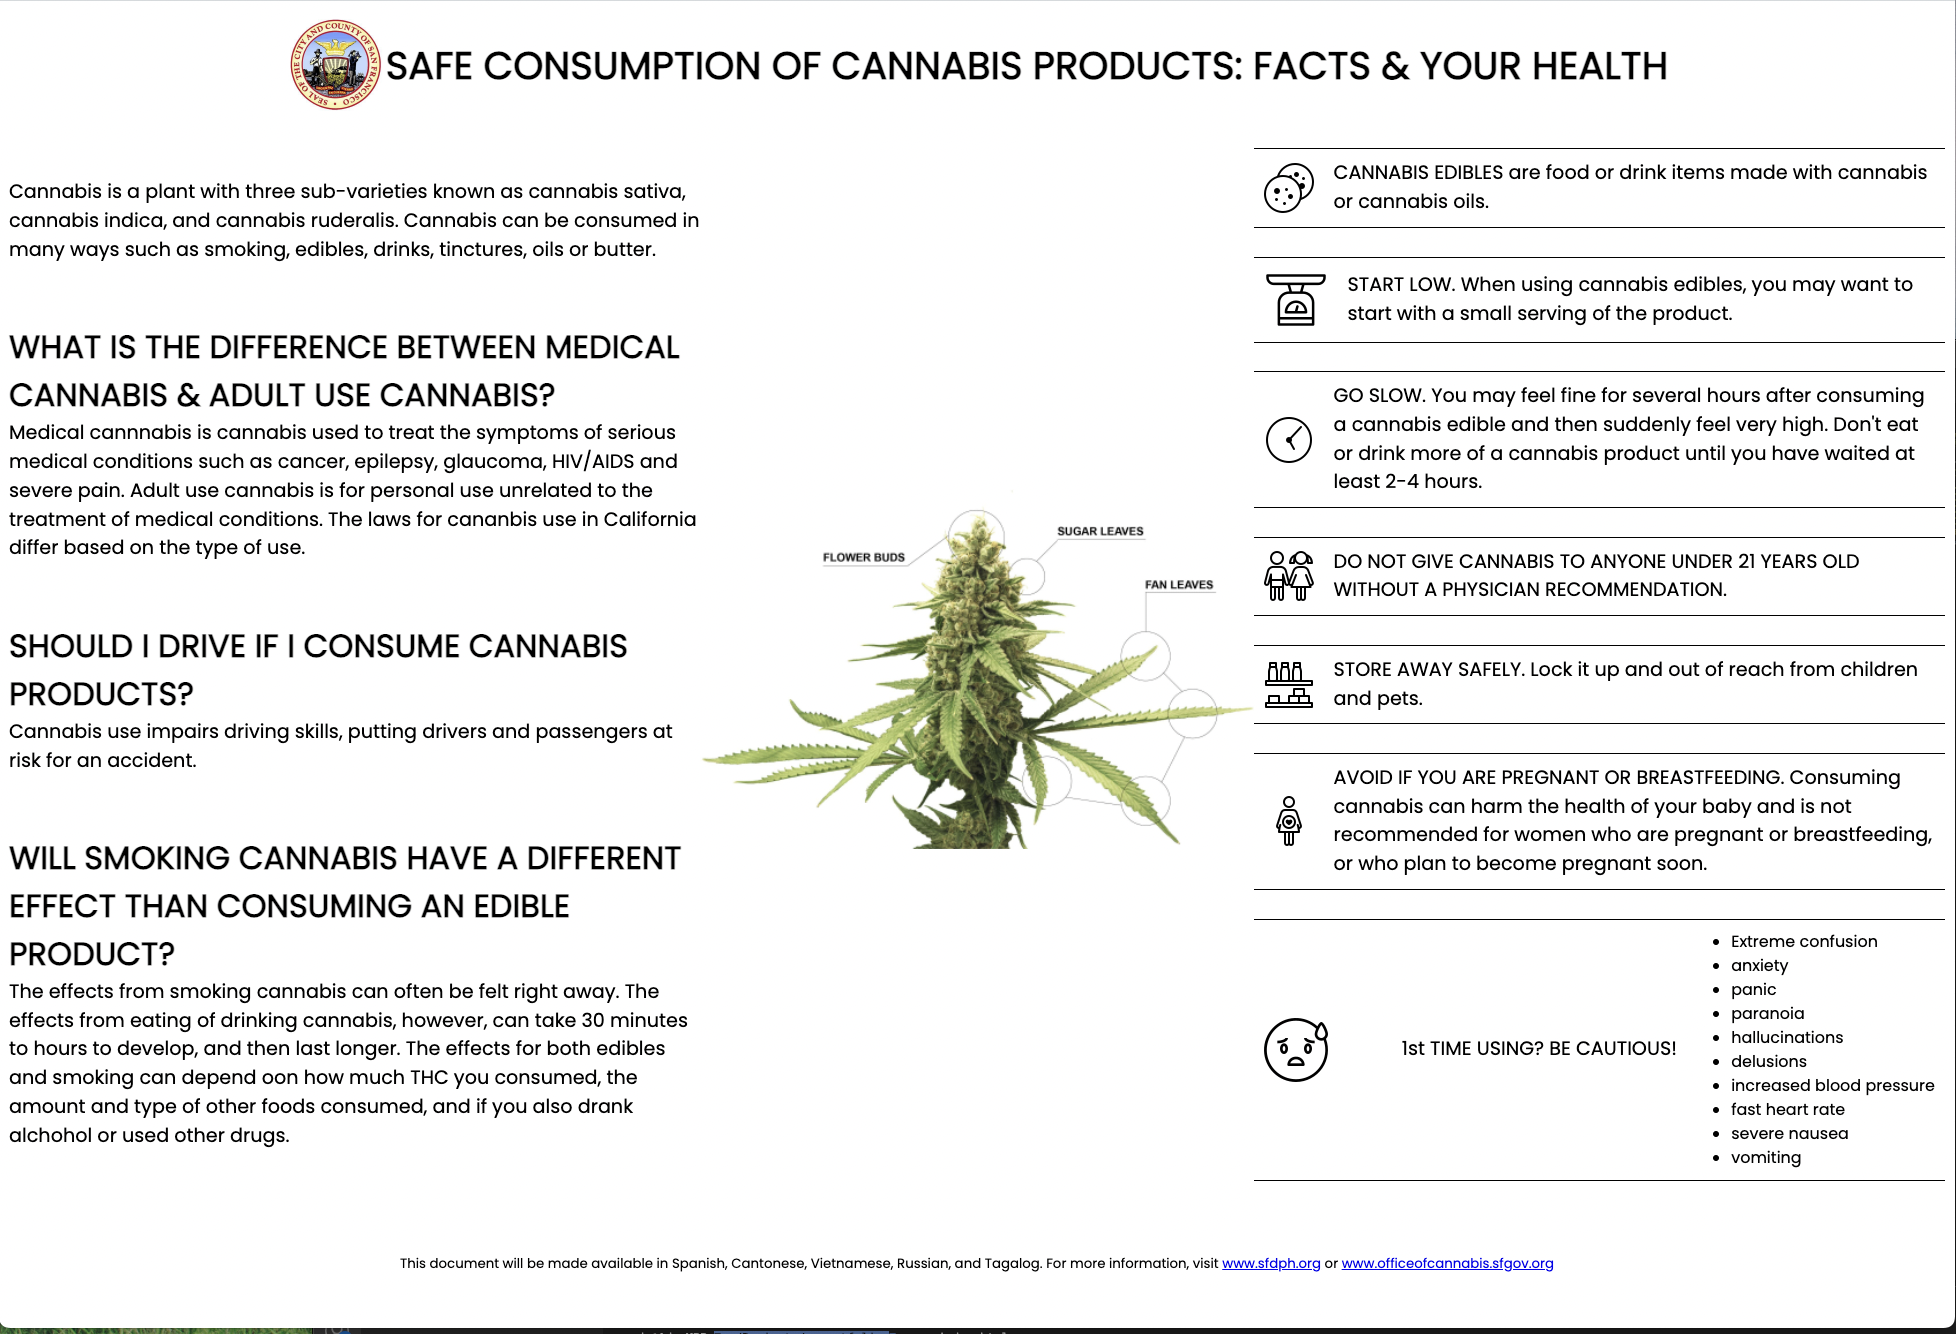 SAFE CONSUMPTION OF CANNABIS PRODUCTS: FACTS & YOUR HEALTH
SEAL OF THE CITY AND COUNTY OF SAN FRANCISCO
Cannabis is a plant with three sub-varieties known as cannabis sativa,
cannabis indica, and cannabis ruderalis. Cannabis can be consumed in
many ways such as smoking, edibles, drinks, tinctures, oils or butter.
WHAT IS THE DIFFERENCE BETWEEN MEDICAL
CANNABIS & ADULT USE CANNABIS?
Medical cannnabis is cannabis used to treat the symptoms of serious
medical conditions such as cancer, epilepsy, glaucoma, HIV/AIDS and
severe pain. Adult use cannabis is for personal use unrelated to the
treatment of medical conditions. The laws for cananbis use in California
differ based on the type of use.
SHOULD I DRIVE IF I CONSUME CANNABIS
PRODUCTS?
Cannabis use impairs driving skills, putting drivers and passengers at
risk for an accident.
WILL SMOKING CANNABIS HAVE A DIFFERENT
EFFECT THAN CONSUMING AN EDIBLE
PRODUCT?
The effects from smoking cannabis can often be felt right away. The
effects from eating of drinking cannabis, however, can take 30 minutes
to hours to develop, and then last longer. The effects for both edibles
and smoking can depend oon how much THC you consumed, the
amount and type of other foods consumed, and if you also drank
alchohol or used other drugs.
FLOWER BUDS
SUGAR LEAVES
FAN LEAVES
CANNABIS EDIBLES are food or drink items made with cannabis
or cannabis oils.
START LOW. When using cannabis edibles, you may want to
start with a small serving of the product.
GO SLOW. You may feel fine for several hours after consuming
a cannabis edible and then suddenly feel very high. Don't eat
or drink more of a cannabis product until you have waited at
least 2-4 hours.
DO NOT GIVE CANNABIS TO ANYONE UNDER 21 YEARS OLD
WITHOUT A PHYSICIAN RECOMMENDATION.
STORE AWAY SAFELY. Lock it up and out of reach from children
and pets.
AVOID IF YOU ARE PREGNANT OR BREASTFEEDING. Consuming
cannabis can harm the health of your baby and is not
recommended for women who are pregnant or breastfeeding,
or who plan to become pregnant soon.
1st TIME USING? BE CAUTIOUS!
• Extreme confusion
• anxiety
• panic
• paranoia
• hallucinations
• delusions
• increased blood pressure
• fast heart rate
• severe nausea
• vomiting
This document will be made available in Spanish, Cantonese, Vietnamese, Russian, and Tagalog. For more information, visit www.sfdph.org or www.officeofcannabis.sfgov.org